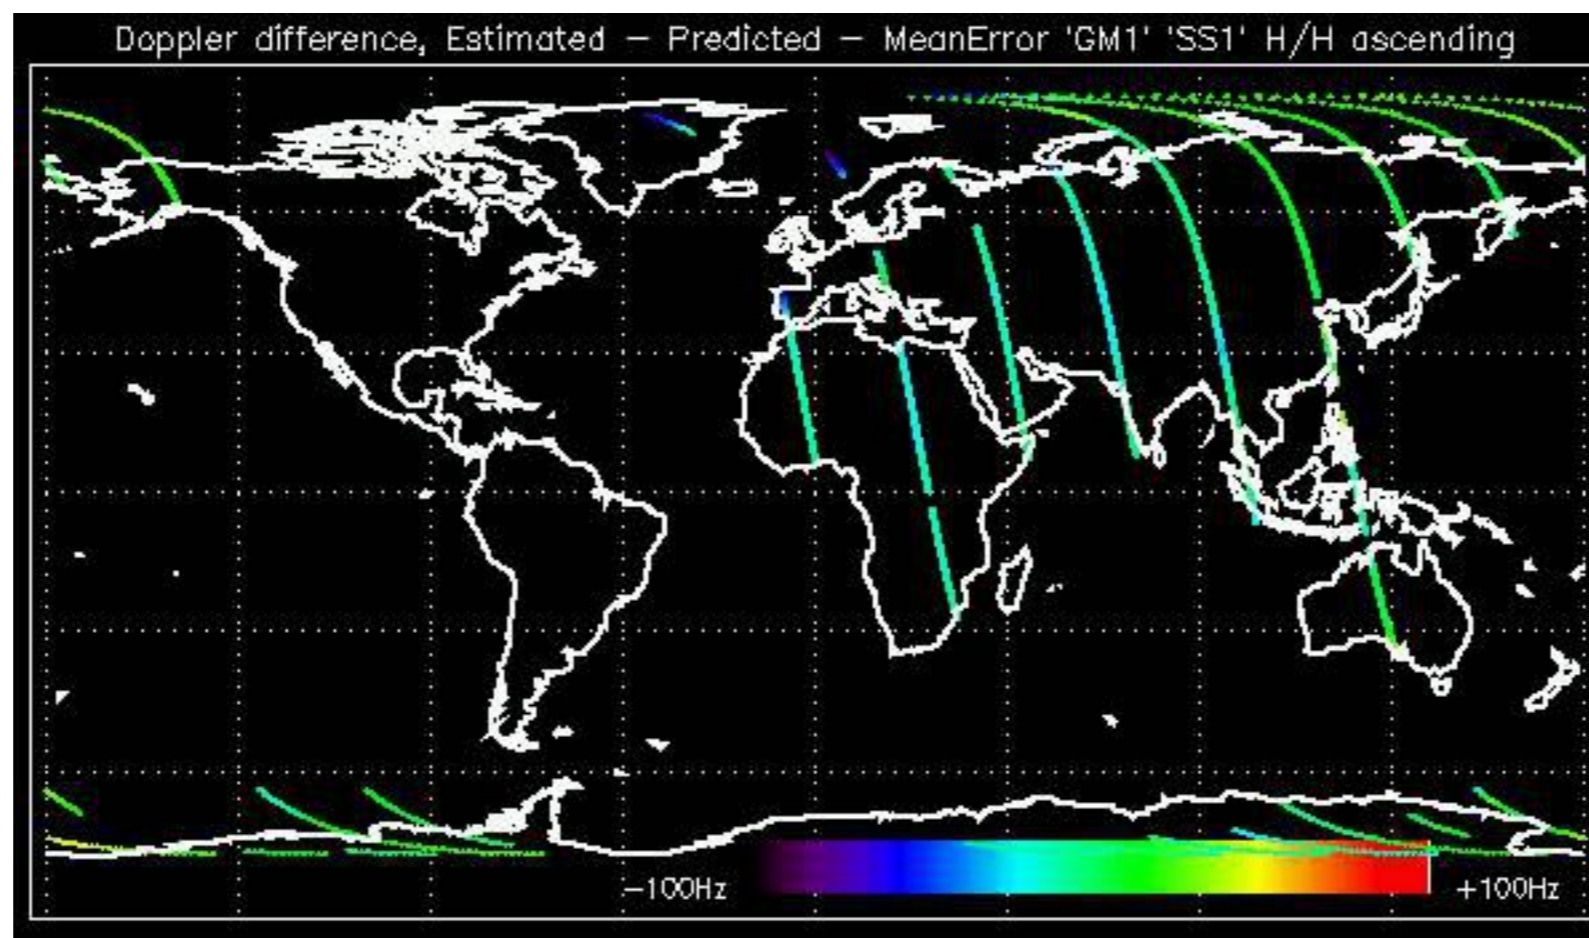 Doppler difference, Estimated – Predicted – MeanError 'GM1' 'SS1' H/H ascending
–100Hz
+100Hz